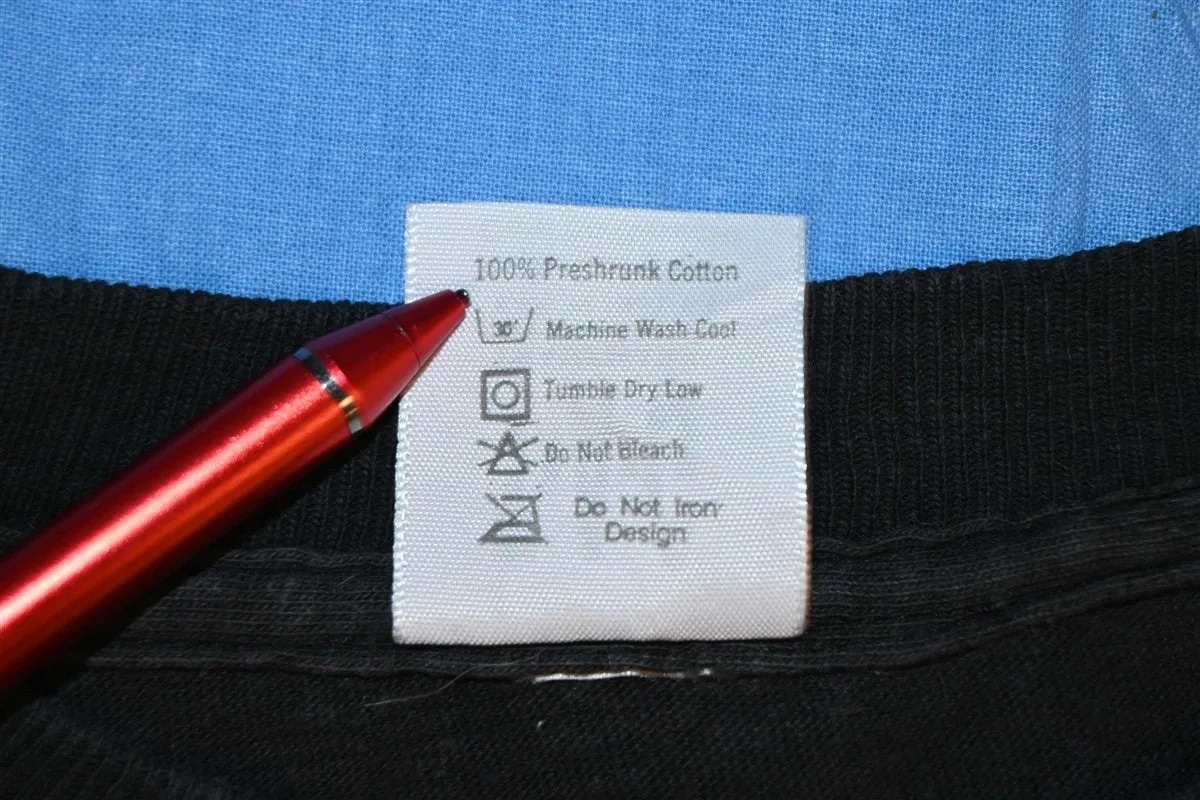 100% Preshrunk Cotton
30° Machine Wash Cool
Tumble Dry Low
Do Not Bleach
Do Not Iron
Design